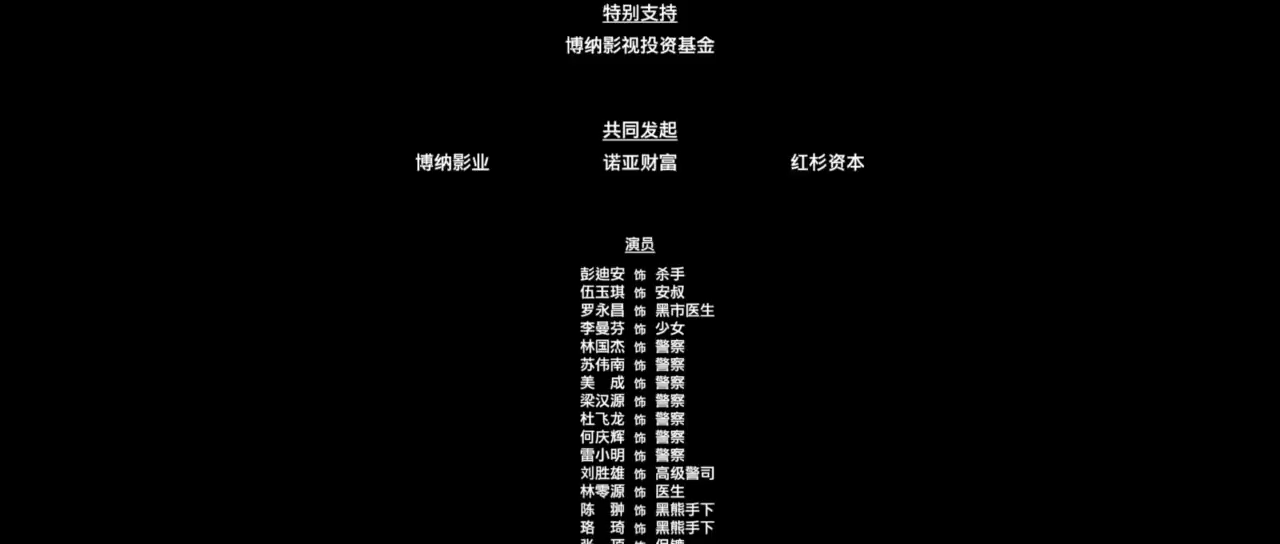 特别支持
博纳影视投资基金
共同发起
博纳影业 诺亚财富 红杉资本
演员
彭迪安 饰 杀手
伍玉琪 饰 安叔
罗永昌 饰 黑市医生
李曼芬 饰 少女
林国杰 饰 警察
苏伟南 饰 警察
美 成 饰 警察
梁汉源 饰 警察
杜飞龙 饰 警察
何庆辉 饰 警察
雷小明 饰 警察
刘胜雄 饰 高级警司
林零源 饰 医生
陈 翀 饰 黑熊手下
珞 琦 饰 黑熊手下